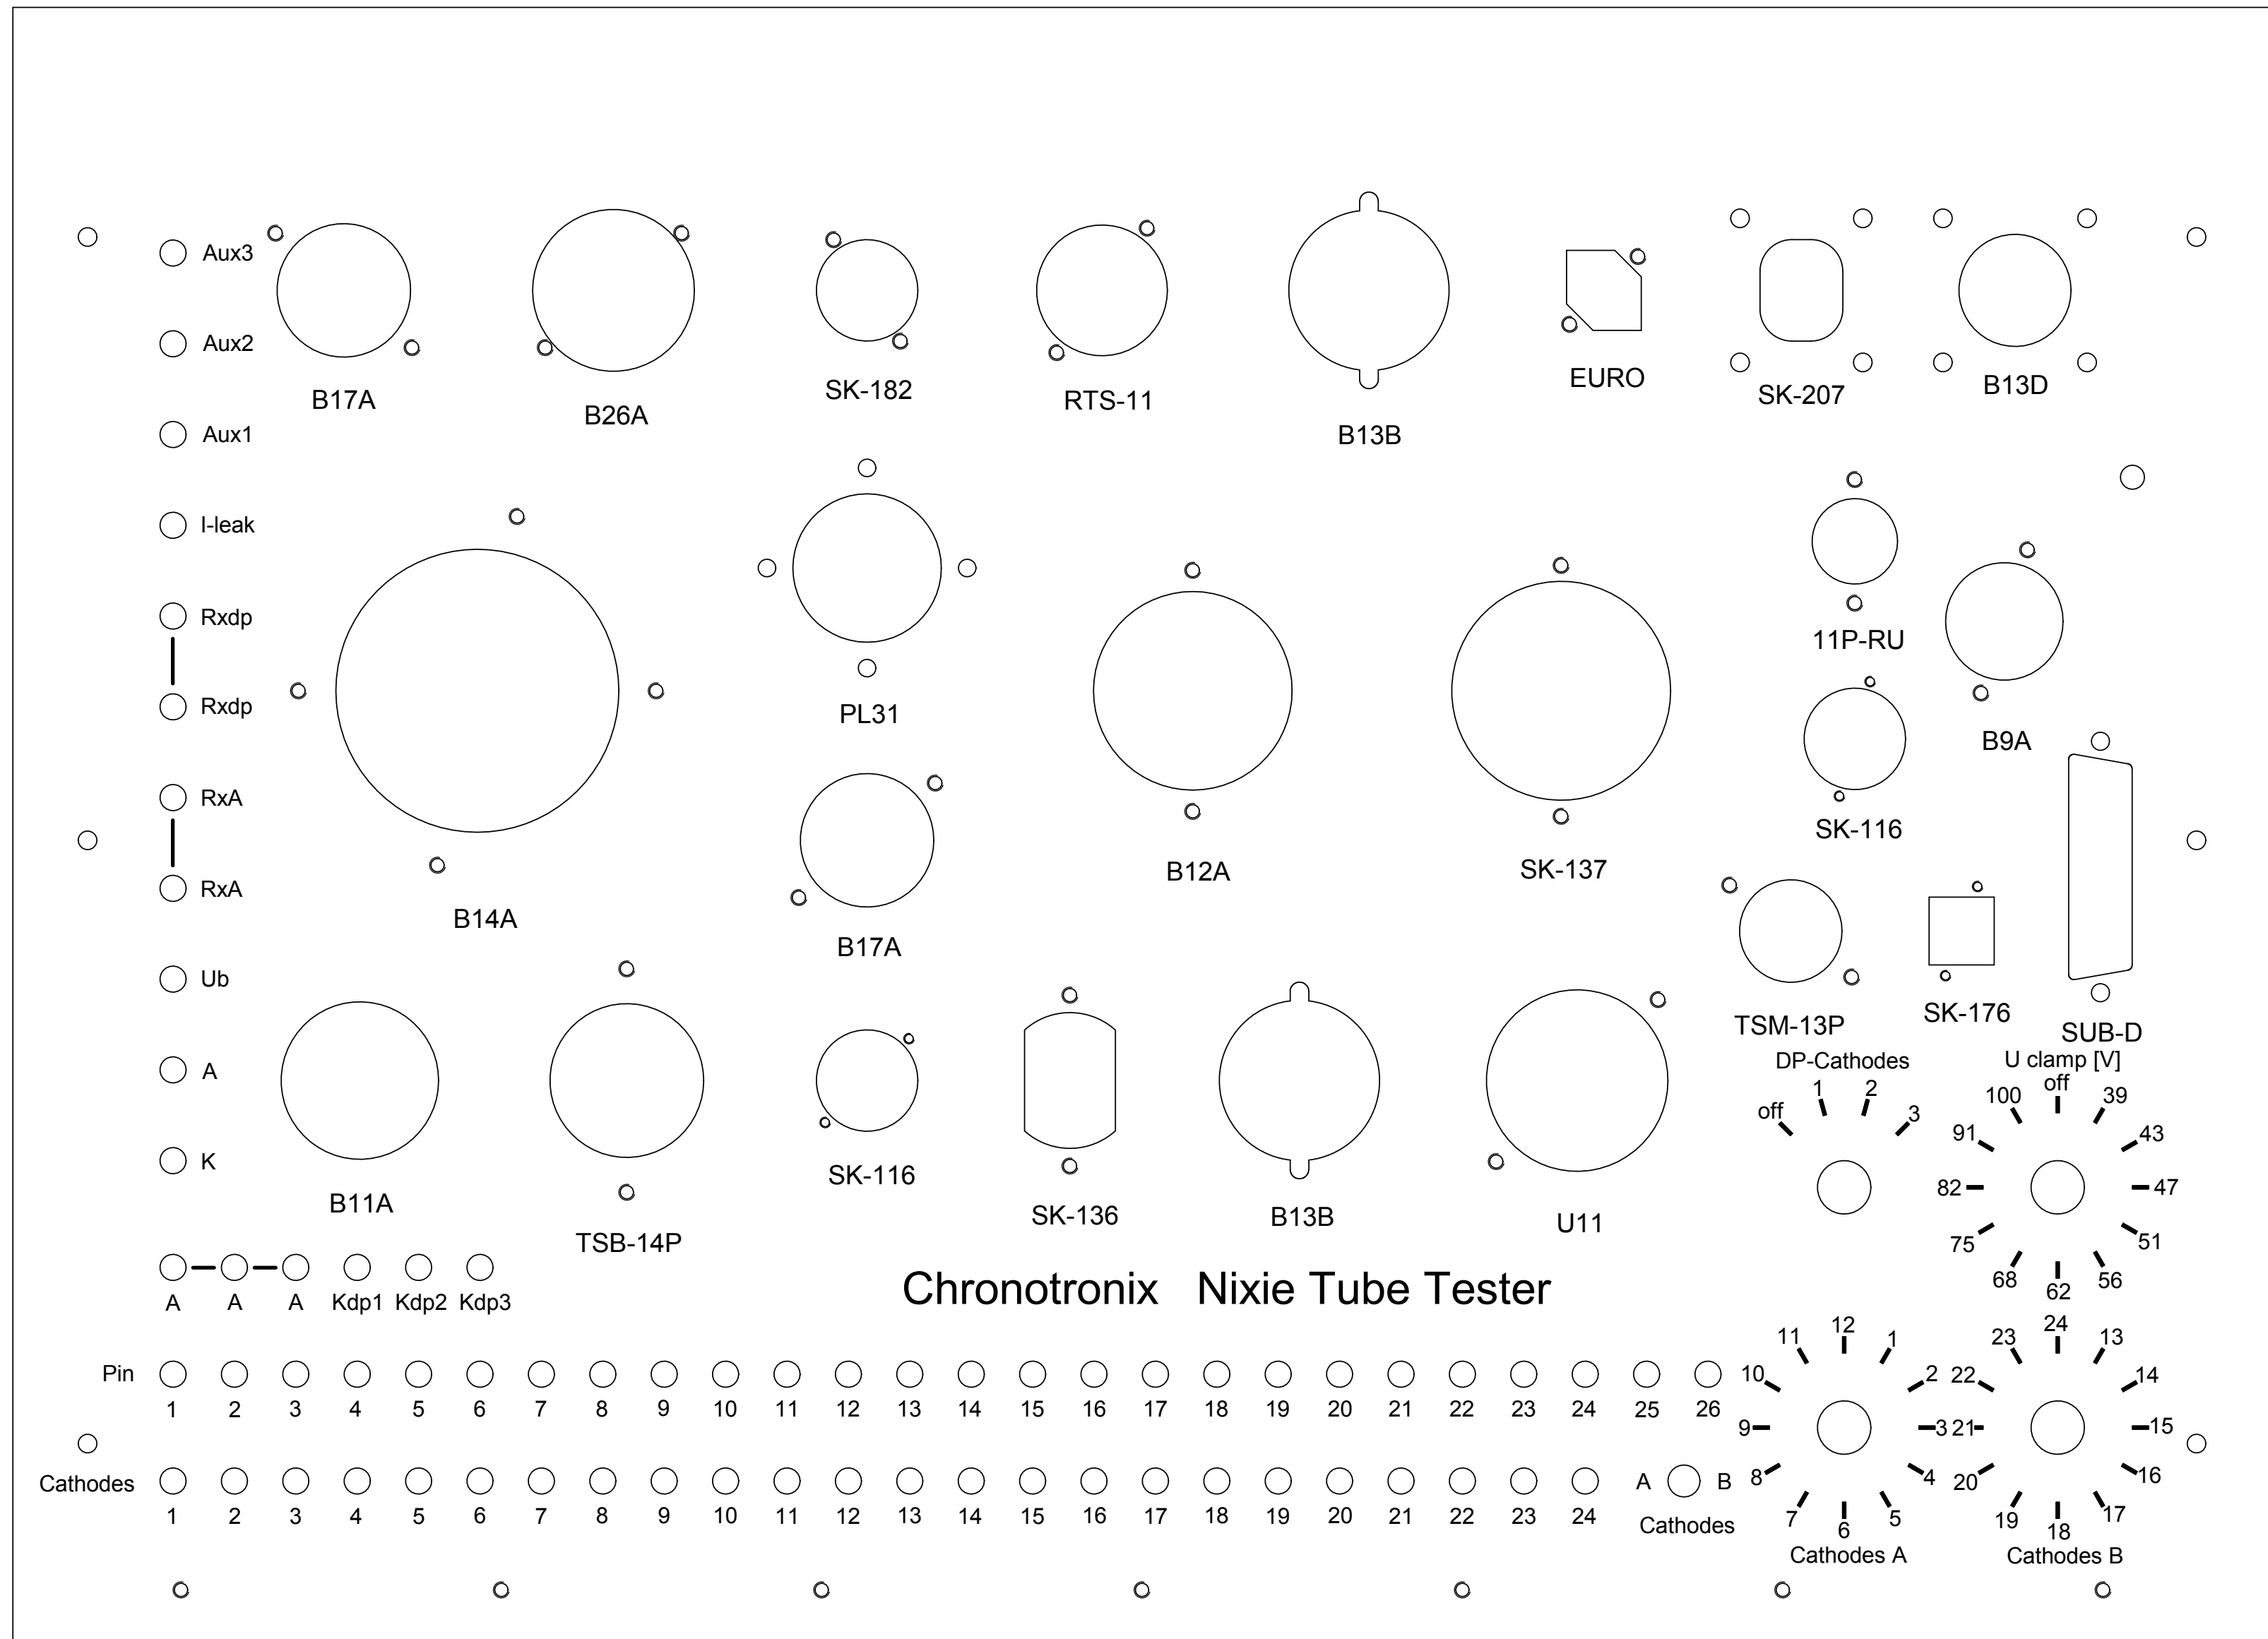 Aux3
Aux2
Aux1
I-leak
Rxdp
Rxdp
RxA
RxA
Ub
A
K
B17A
B26A
SK-182
RTS-11
B13B
EURO
SK-207
B13D
B14A
PL31
B17A
B12A
SK-137
11P-RU
B9A
SK-116
TSM-13P
SK-176
SUB-D
B11A
TSB-14P
SK-116
SK-136
B13B
U11
DP-Cathodes
off 1 2 3
U clamp [V]
off 39 43 47 51 56 62 68 75 82 91 100
A A A Kdp1 Kdp2 Kdp3
Chronotronix Nixie Tube Tester
Pin
1 2 3 4 5 6 7 8 9 10 11 12 13 14 15 16 17 18 19 20 21 22 23 24 25 26
Cathodes
1 2 3 4 5 6 7 8 9 10 11 12 13 14 15 16 17 18 19 20 21 22 23 24
A B
Cathodes
12 1 2 3 4 5 6 7 8 9 10 11
Cathodes A
24 13 14 15 16 17 18 19 20 21 22 23
Cathodes B